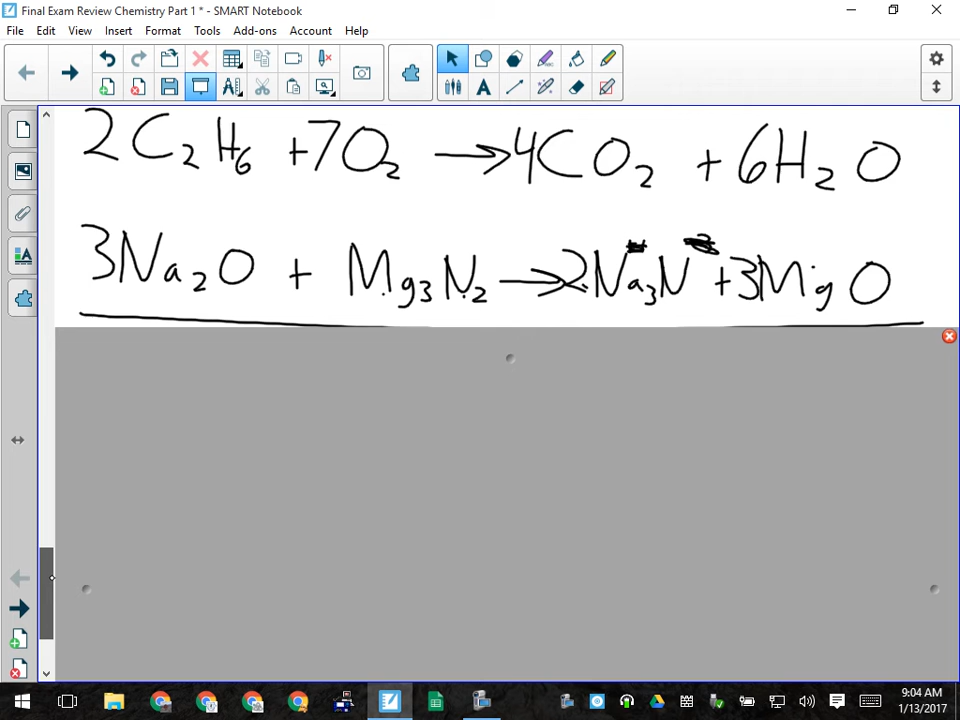 Final Exam Review Chemistry Part 1 * - SMART Notebook
File Edit View Insert Format Tools Add-ons Account Help
2C₂H₆ +7O₂ →4CO₂ +6H₂O
3Na₂O + Mg₃N₂ →2Na₃N +3MgO
9:04 AM
1/13/2017